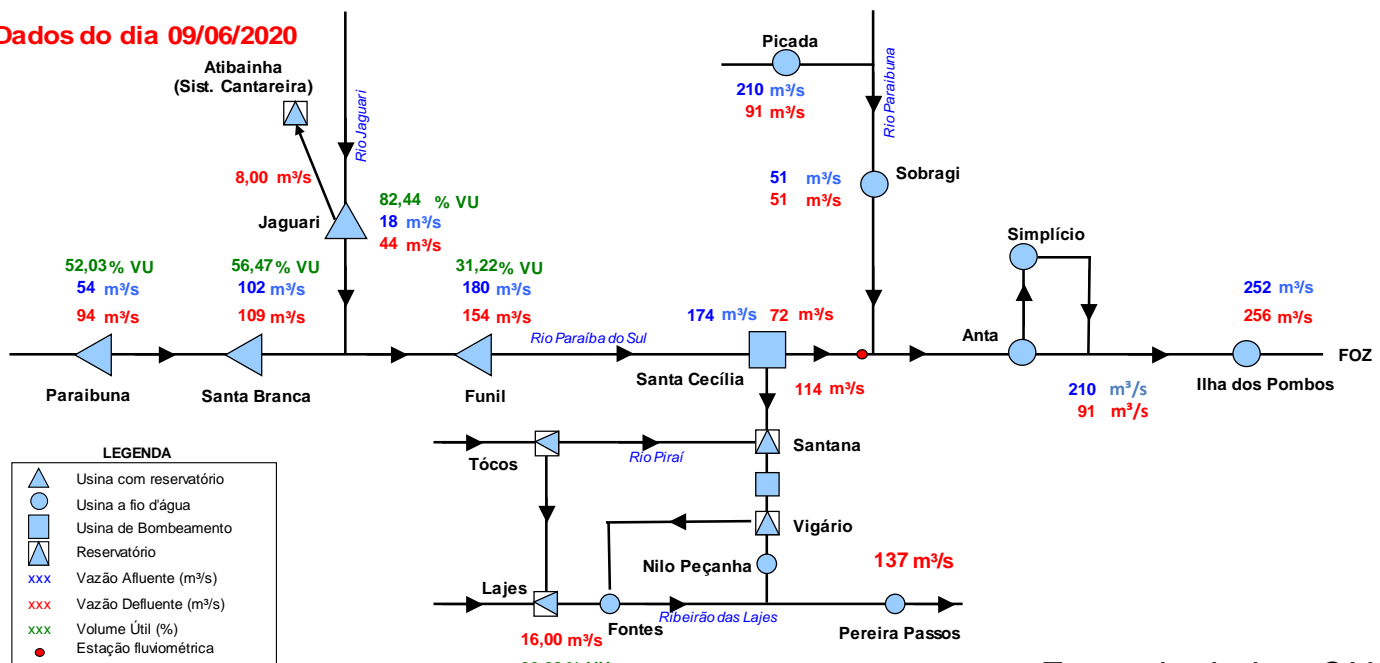 Dados do dia 09/06/2020
Atibainha
(Sist. Cantareira)
Rio Jaguari
8,00 m³/s
Jaguari
82,44 % VU
18 m³/s
44 m³/s
Picada
210 m³/s
91 m³/s
Rio Paraibuna
51 m³/s
51 m³/s
Sobragi
Simplício
52,03% VU
54 m³/s
94 m³/s
56,47% VU
102 m³/s
109 m³/s
31,22% VU
180 m³/s
154 m³/s
Rio Paraíba do Sul
174 m³/s 72 m³/s
252 m³/s
256 m³/s
Anta
FOZ
Paraibuna
Santa Branca
Funil
Santa Cecília
114 m³/s
210 m³/s
91 m³/s
Ilha dos Pombos
Tócos
Rio Piraí
Santana
Vigário
Nilo Peçanha
137 m³/s
Lajes
Fontes
Ribeirão das Lajes
Pereira Passos
16,00 m³/s
LEGENDA
Usina com reservatório
Usina a fio d'água
Usina de Bombeamento
Reservatório
xxx Vazão Afluente (m³/s)
xxx Vazão Defluente (m³/s)
xxx Volume Útil (%)
Estação fluviométrica